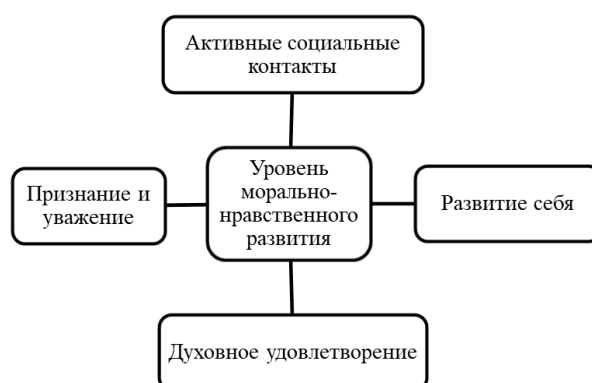 Активные социальные
контакты
Признание и
уважение
Уровень
морально-
нравственного
развития
Развитие себя
Духовное удовлетворение